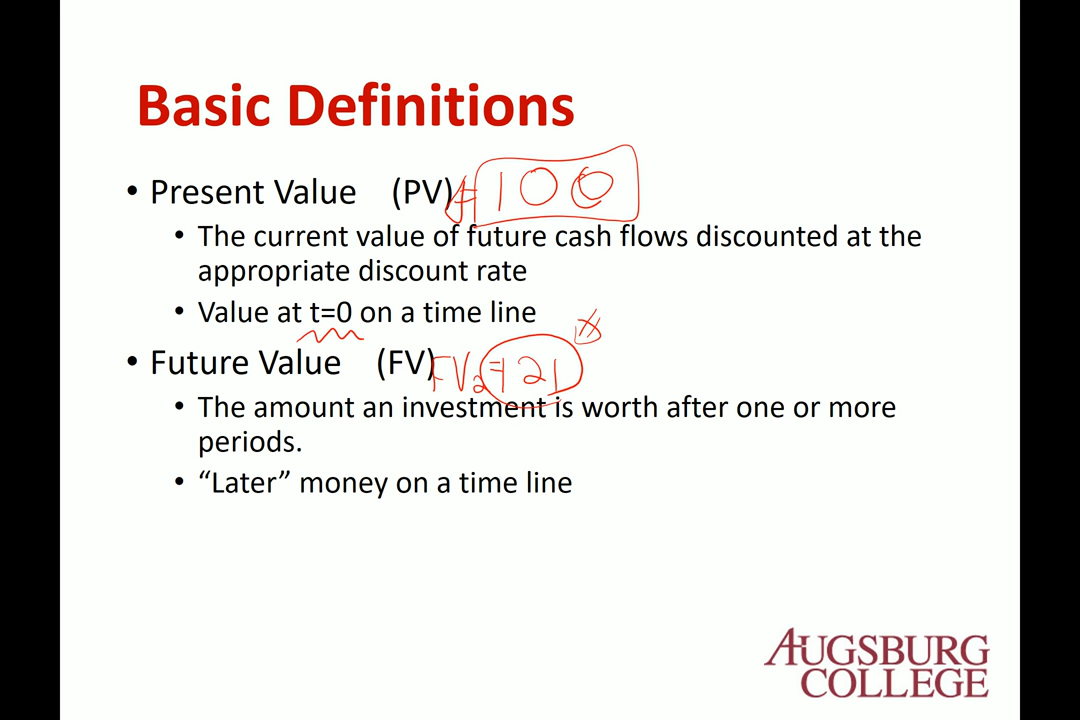 Basic Definitions
• Present Value (PV) = 100
• The current value of future cash flows discounted at the
appropriate discount rate
• Value at t=0 on a time line
• Future Value (FV) FV2 = 121
• The amount an investment is worth after one or more
periods.
• “Later” money on a time line
AUGSBURG
COLLEGE